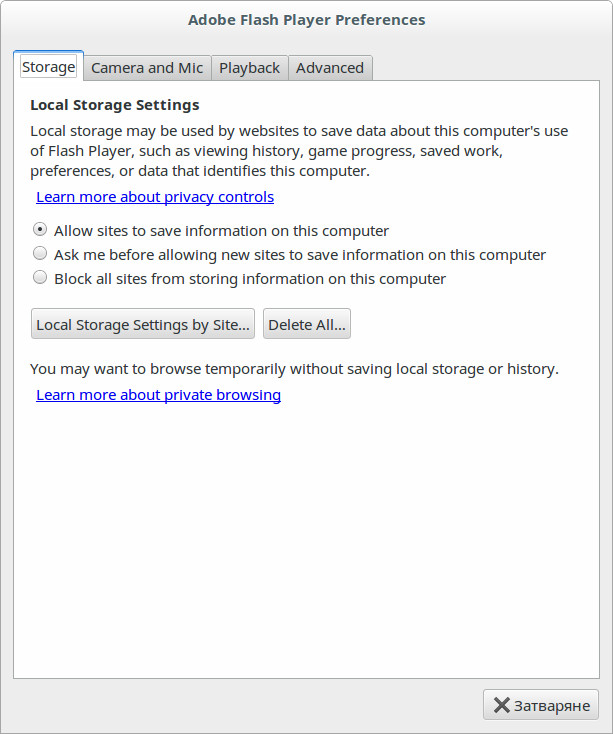 Adobe Flash Player Preferences
Storage Camera and Mic Playback Advanced
Local Storage Settings
Local storage may be used by websites to save data about this computer's use
of Flash Player, such as viewing history, game progress, saved work,
preferences, or data that identifies this computer.
Learn more about privacy controls
Allow sites to save information on this computer
Ask me before allowing new sites to save information on this computer
Block all sites from storing information on this computer
Local Storage Settings by Site... Delete All...
You may want to browse temporarily without saving local storage or history.
Learn more about private browsing
Затваряне